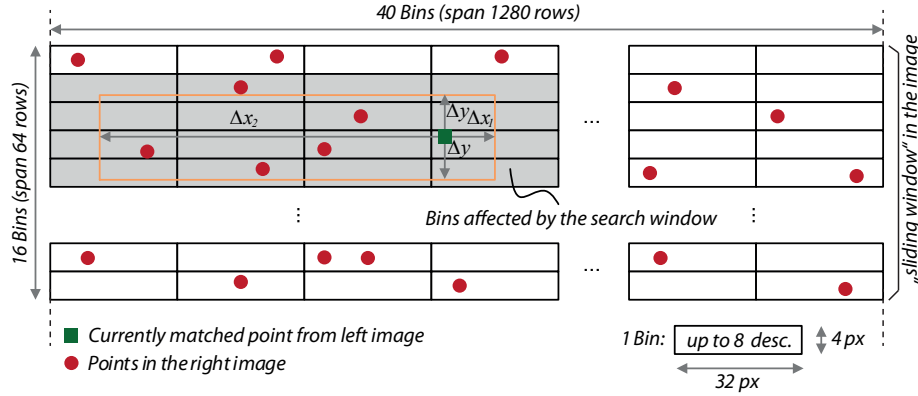 40 Bins (span 1280 rows)
16 Bins (span 64 rows)
Δy
Δx₁
Δx₂
Δy
...
...
Bins affected by the search window
...
...
„sliding window“ in the image
Currently matched point from left image
Points in the right image
1 Bin:
up to 8 desc.
4 px
32 px